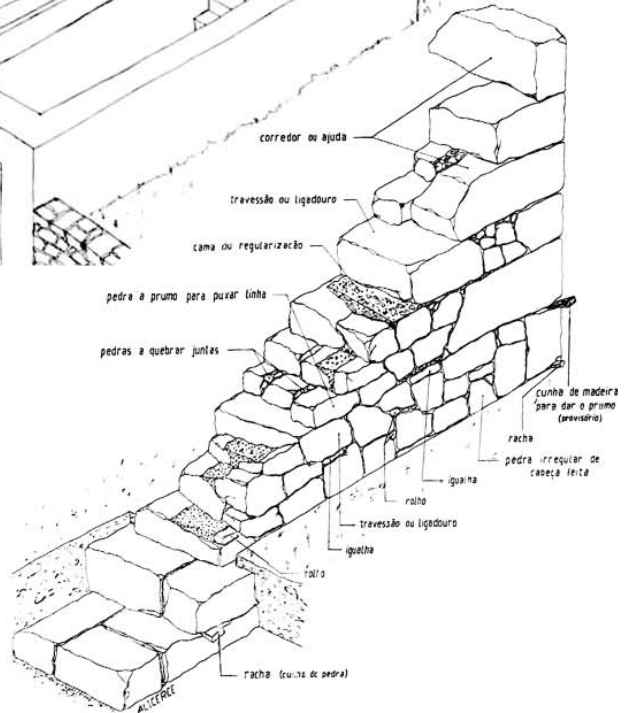 corredor ou ajuda
travessão ou ligadouro
cama ou regularização
pedra a prumo para puxar linha
pedras a quebrar juntas
cunha de madeira
para dar o prumo
(provisório)
racha
pedra irregular de
cabeça feita
igualha
rolho
travessão ou ligadouro
igualha
rolho
racha (cunha de pedra)
ALICERCE